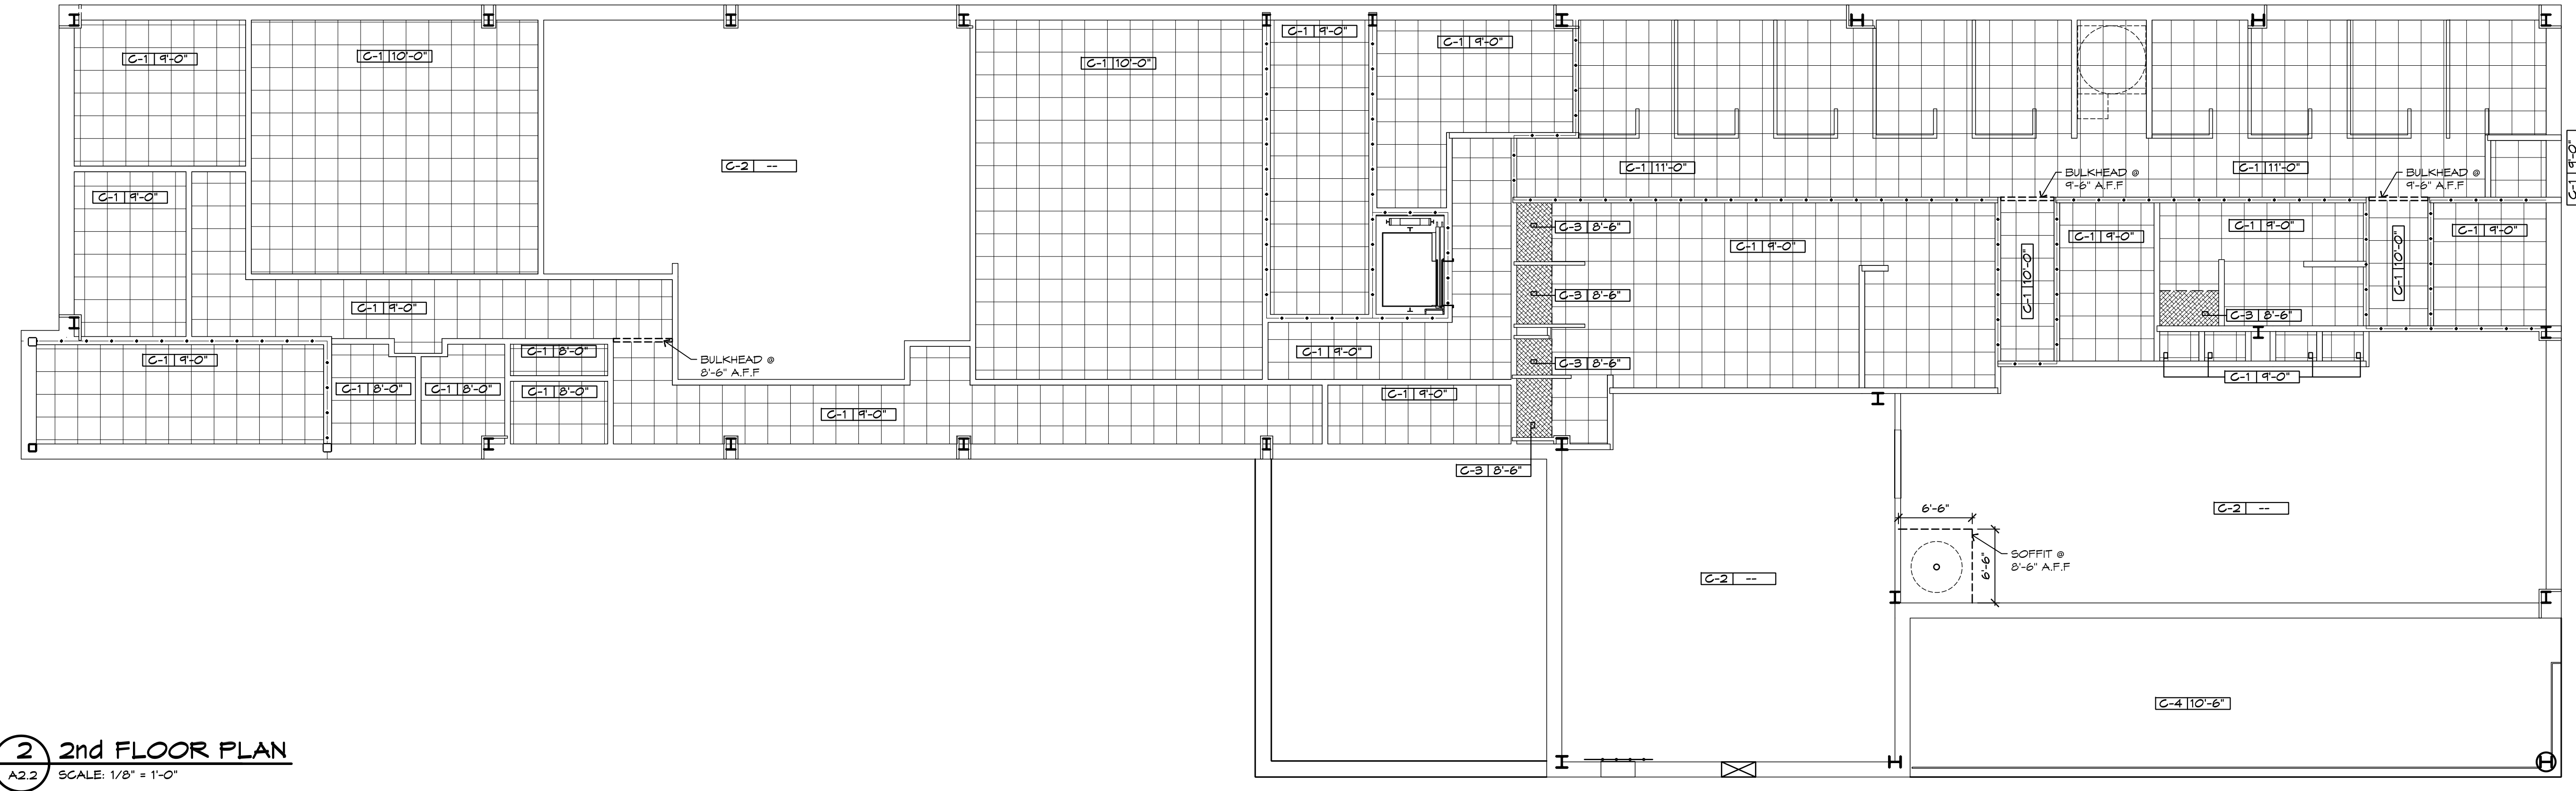 C-1 9'-0"
C-1 10'-0"
C-2 --
C-1 10'-0"
C-1 9'-0"
C-1 9'-0"
C-1 11'-0"
C-1 11'-0"
C-1 9'-0"
BULKHEAD @
9'-6" A.F.F
BULKHEAD @
9'-6" A.F.F
C-1 9'-0"
C-3 8'-6"
C-1 9'-0"
C-1 10'-0"
C-1 9'-0"
C-1 9'-0"
C-1 10'-0"
C-1 9'-0"
C-3 8'-6"
C-1 9'-0"
C-3 8'-6"
C-1 9'-0"
C-1 8'-0"
BULKHEAD @
8'-6" A.F.F
C-1 9'-0"
C-3 8'-6"
C-1 9'-0"
C-1 8'-0"
C-1 8'-0"
C-1 8'-0"
C-1 9'-0"
C-1 9'-0"
C-3 8'-6"
6'-6"
C-2 --
SOFFIT @
8'-6" A.F.F
6'-6"
C-2 --
C-4 10'-6"
2
2nd FLOOR PLAN
A2.2
SCALE: 1/8" = 1'-0"